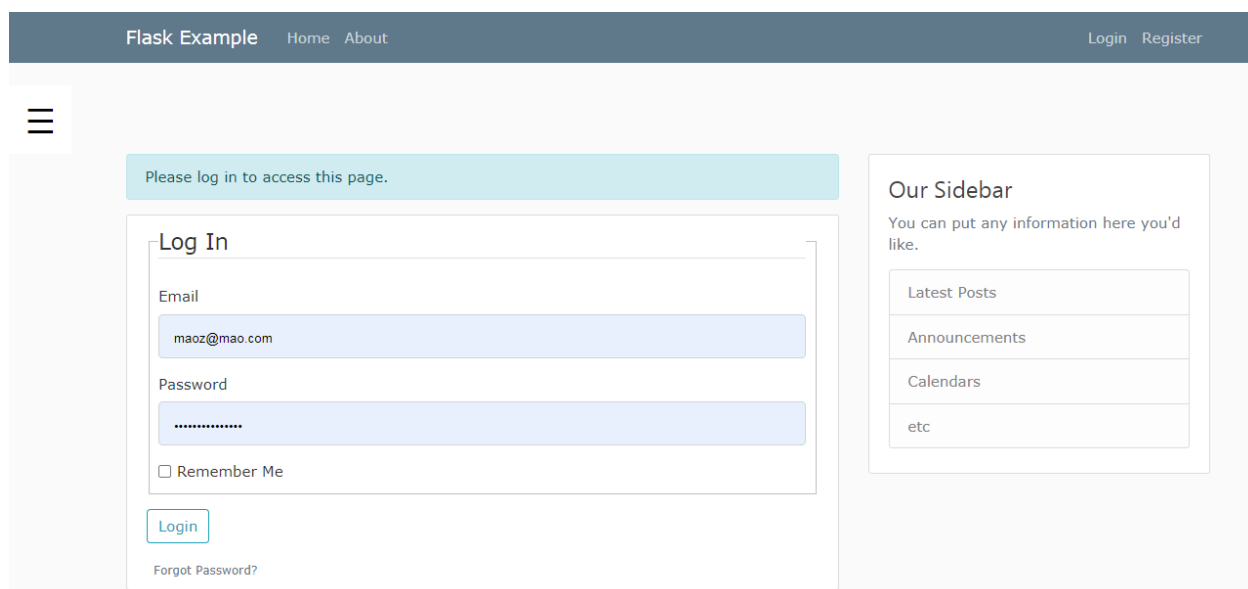 Flask Example Home About Login Register
Please log in to access this page.
Log In
Email
maoz@mao.com
Password
•••••••••••••••
Remember Me
Login
Forgot Password?
Our Sidebar
You can put any information here you'd
like.
Latest Posts
Announcements
Calendars
etc